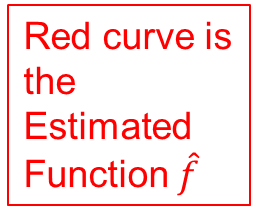 Red curve is
the
Estimated
Function f̂